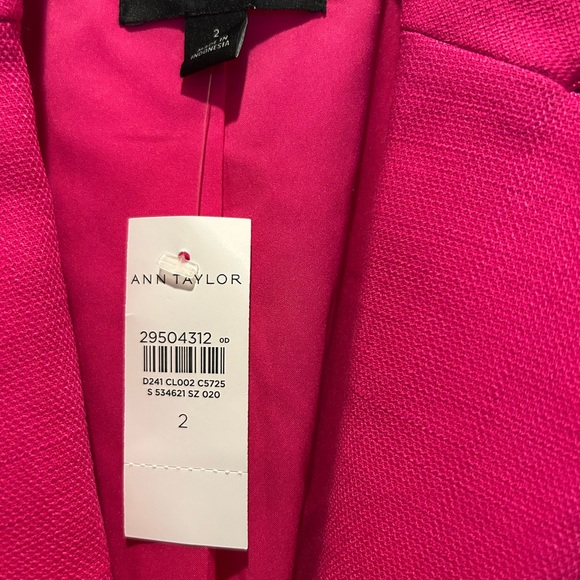 2
MADE IN
INDONESIA
ANN TAYLOR
29504312 OD
D241 CL002 C5725
S 534621 SZ 020
2